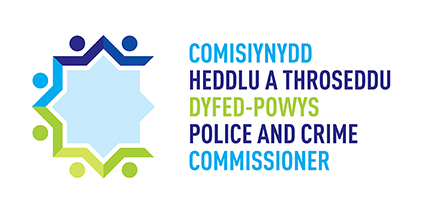 COMISIYNYDD
HEDDLU A THROSEDDU
DYFED-POWYS
POLICE AND CRIME
COMMISSIONER